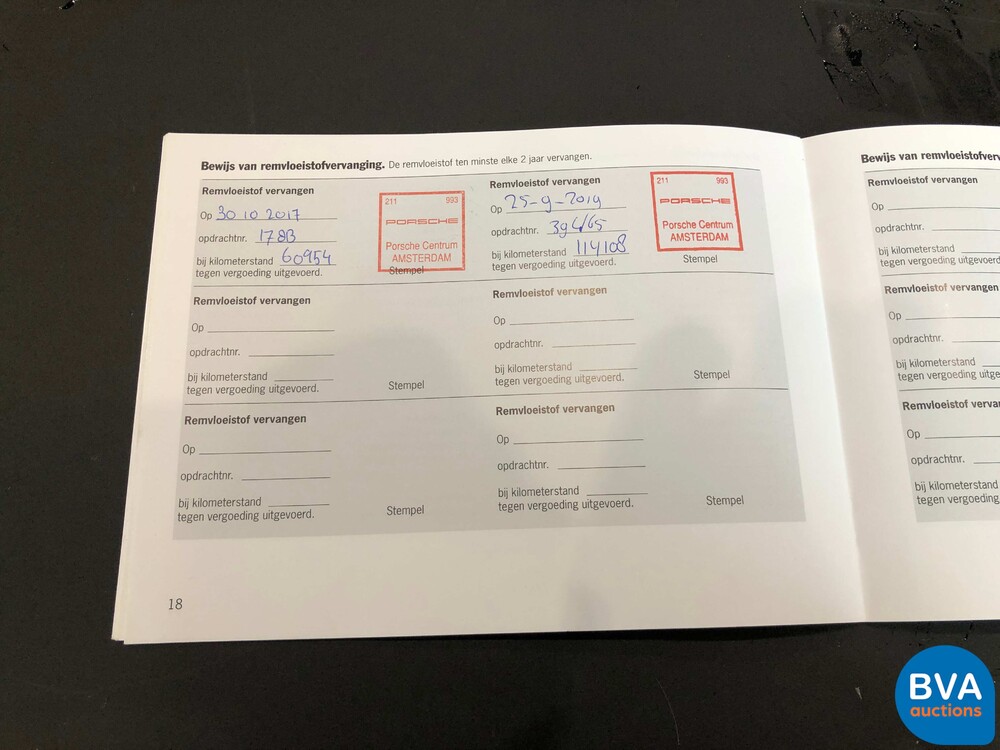 Bewijs van remvloeistofvervanging. De remvloeistof ten minste elke 2 jaar vervangen.
Remvloeistof vervangen
Op 30 10 2017
opdrachtnr. 1783
bij kilometerstand 60954
tegen vergoeding uitgevoerd.
211 993
PORSCHE
Porsche Centrum
AMSTERDAM
Stempel
Remvloeistof vervangen
Op 25-9-2019
opdrachtnr.
bij kilometerstand 114108
tegen vergoeding uitgevoerd.
211 993
PORSCHE
Porsche Centrum
AMSTERDAM
Stempel
Remvloeistof vervangen
Op
opdrachtnr.
bij kilometerstand
tegen vergoeding uitgevoerd.
Stempel
Remvloeistof vervangen
Op
opdrachtnr.
bij kilometerstand
tegen vergoeding uitgevoerd.
Stempel
Remvloeistof vervangen
Op
opdrachtnr.
bij kilometerstand
tegen vergoeding uitgevoerd.
Stempel
Remvloeistof vervangen
Op
opdrachtnr.
bij kilometerstand
tegen vergoeding uitgevoerd.
Stempel
18
Bewijs van
Remvloeistof vervangen
Op
opdrachtnr.
bij kilometerstand
tegen vergoeding uitgevoerd
Remvloeistof vervangen
Op
opdrachtnr.
bij kilometerstand
tegen vergoeding
Remvloeistof
Op
opdrachtnr.
bij kilometerstand
tegen vergoeding
BVA
auctions